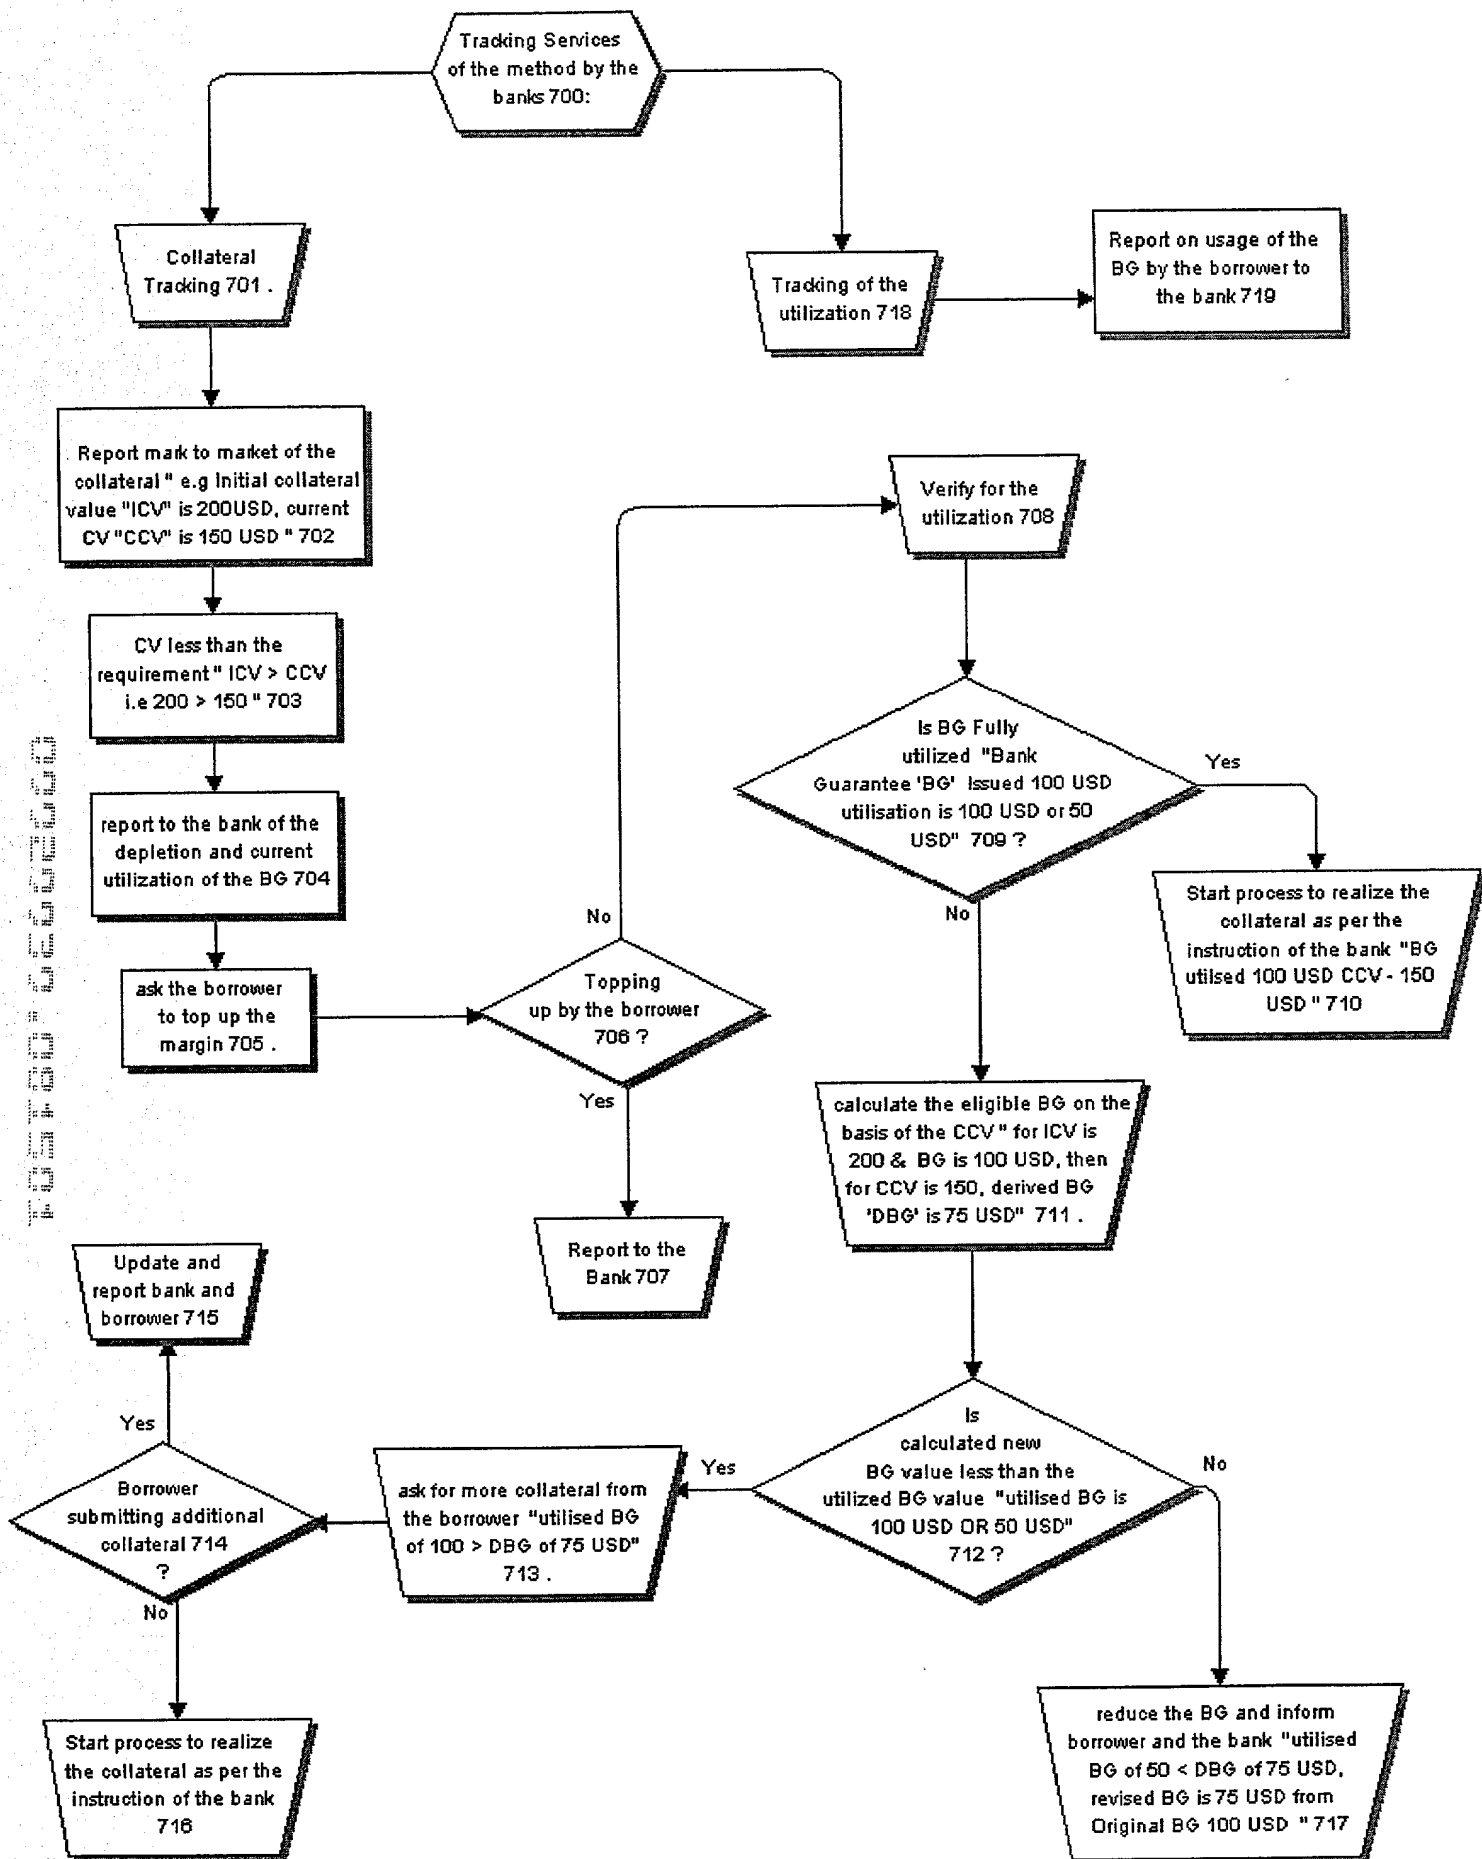 Tracking Services
of the method by the
banks 700:
Collateral
Tracking 701 .
Tracking of the
utilization 718
Report on usage of the
BG by the borrower to
the bank 719
Report mark to market of the
collateral " e.g Initial collateral
value "ICV" is 200USD, current
CV "CCV" is 150 USD " 702
CV less than the
requirement " ICV > CCV
i.e 200 > 150 " 703
report to the bank of the
depletion and current
utilization of the BG 704
ask the borrower
to top up the
margin 705 .
No
Topping
up by the borrower
706 ?
Yes
Report to the
Bank 707
Verify for the
utilization 708
Is BG Fully
utilized "Bank
Guarantee 'BG' Issued 100 USD
utilisation is 100 USD or 50
USD" 709 ?
Yes
No
Start process to realize the
collateral as per the
instruction of the bank "BG
utilsed 100 USD CCV - 150
USD " 710
calculate the eligible BG on the
basis of the CCV " for ICV is
200 & BG is 100 USD, then
for CCV is 150, derived BG
'DBG' is 75 USD" 711 .
Is
calculated new
BG value less than the
utilized BG value "utilised BG is
100 USD OR 50 USD"
712 ?
Yes
No
ask for more collateral from
the borrower "utilised BG
of 100 > DBG of 75 USD"
713 .
Borrower
submitting additional
collateral 714
?
Yes
No
Update and
report bank and
borrower 715
Start process to realize
the collateral as per the
instruction of the bank
716
reduce the BG and inform
borrower and the bank "utilised
BG of 50 < DBG of 75 USD,
revised BG is 75 USD from
Original BG 100 USD " 717